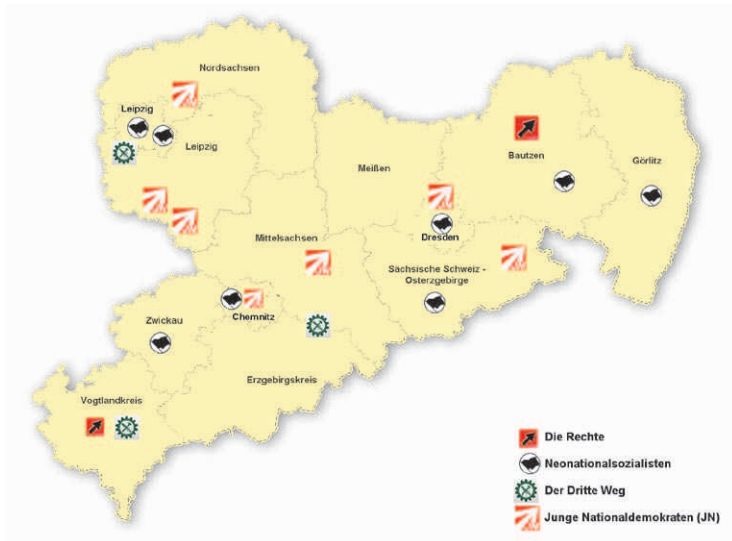 Nordsachsen
Leipzig
Leipzig
Bautzen
Görlitz
Meißen
Dresden
Mittelsachsen
Sächsische Schweiz -
Osterzgebirge
Chemnitz
Zwickau
Erzgebirgskreis
Vogtlandkreis
Die Rechte
Neonationalsozialisten
Der Dritte Weg
Junge Nationaldemokraten (JN)